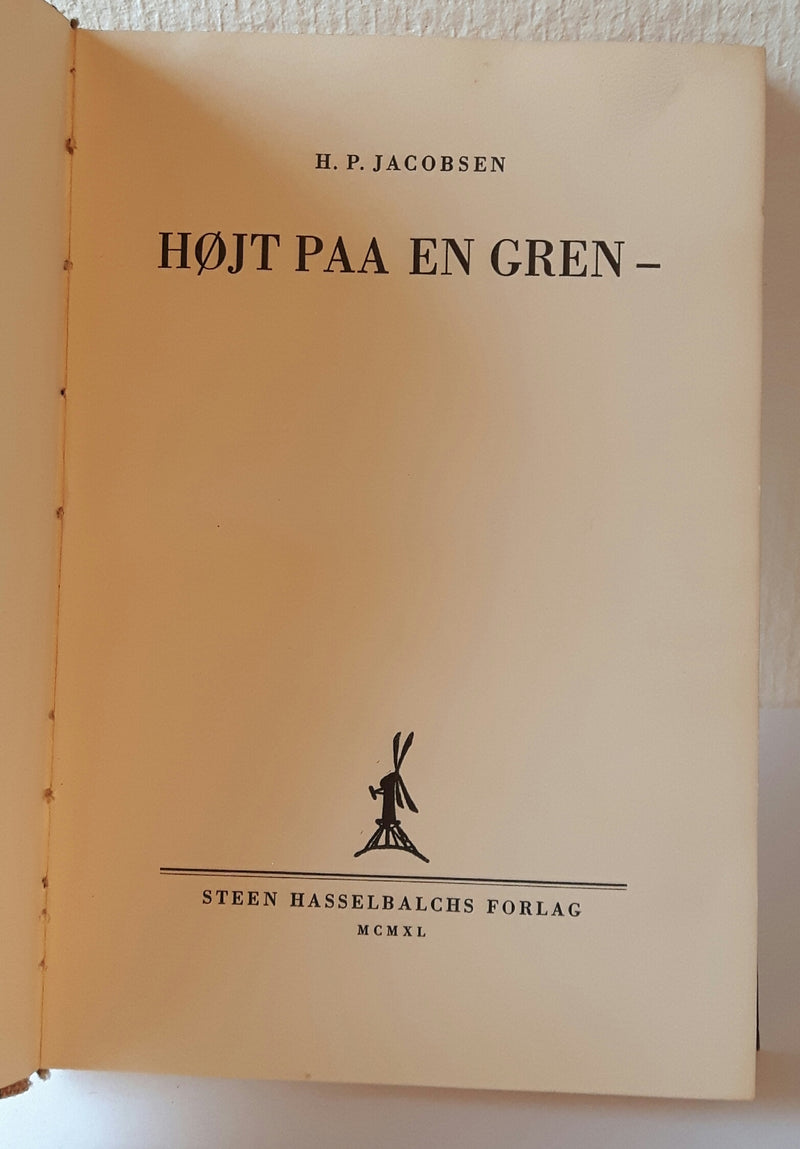 H. P. JACOBSEN
HØJT PAA EN GREN –
STEEN HASSELBALCHS FORLAG
MCMXL